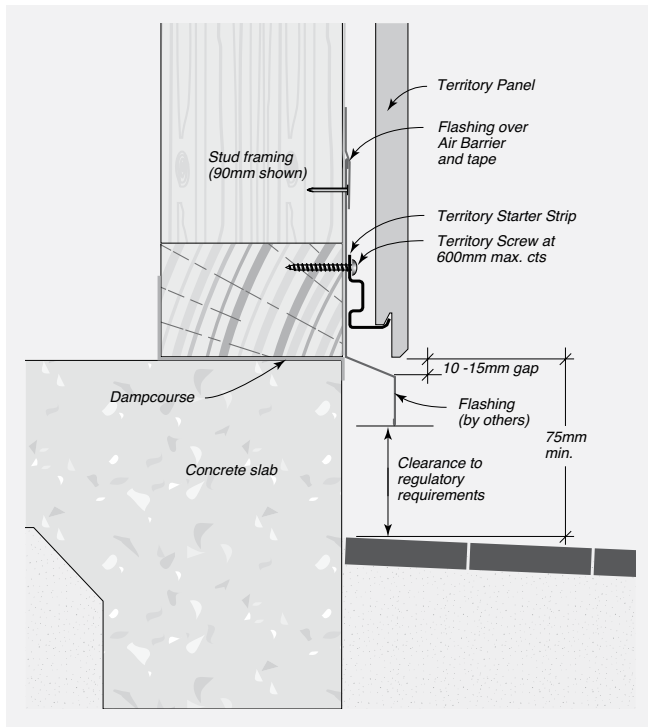 Territory Panel
Flashing over
Air Barrier
and tape
Stud framing
(90mm shown)
Territory Starter Strip
Territory Screw at
600mm max. cts
10 -15mm gap
Dampcourse
Flashing
(by others)
75mm
min.
Concrete slab
Clearance to
regulatory
requirements